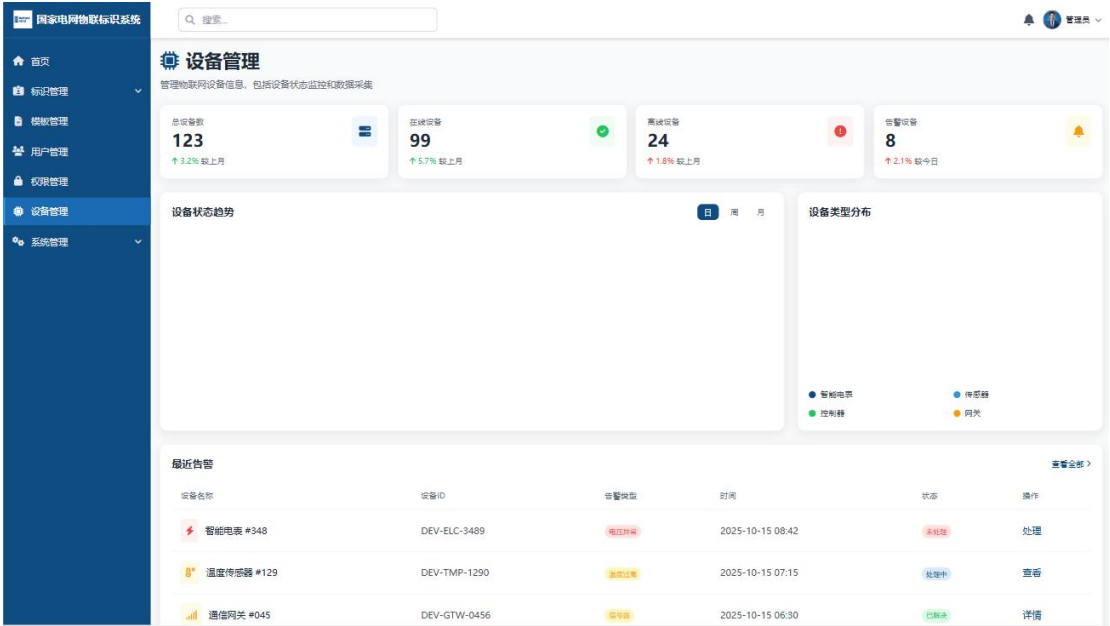 国家电网物联标识系统
搜索...
管理员
首页
标识管理
模板管理
用户管理
权限管理
设备管理
系统管理
设备管理
管理物联网设备信息，包括设备状态监控和数据采集
总设备数
123
3.2% 较上月
在线设备
99
5.7% 较上月
离线设备
24
1.8% 较上月
告警设备
8
2.1% 较今日
设备状态趋势
日 周 月
设备类型分布
智能电表 传感器
控制器 网关
最近告警 查看全部
设备名称 设备ID 告警类型 时间 状态 操作
智能电表 #348 DEV-ELC-3489 电压异常 2025-10-15 08:42 未处理 处理
温度传感器 #129 DEV-TMP-1290 温度过高 2025-10-15 07:15 处理中 查看
通信网关 #045 DEV-GTW-0456 信号弱 2025-10-15 06:30 已解决 详情